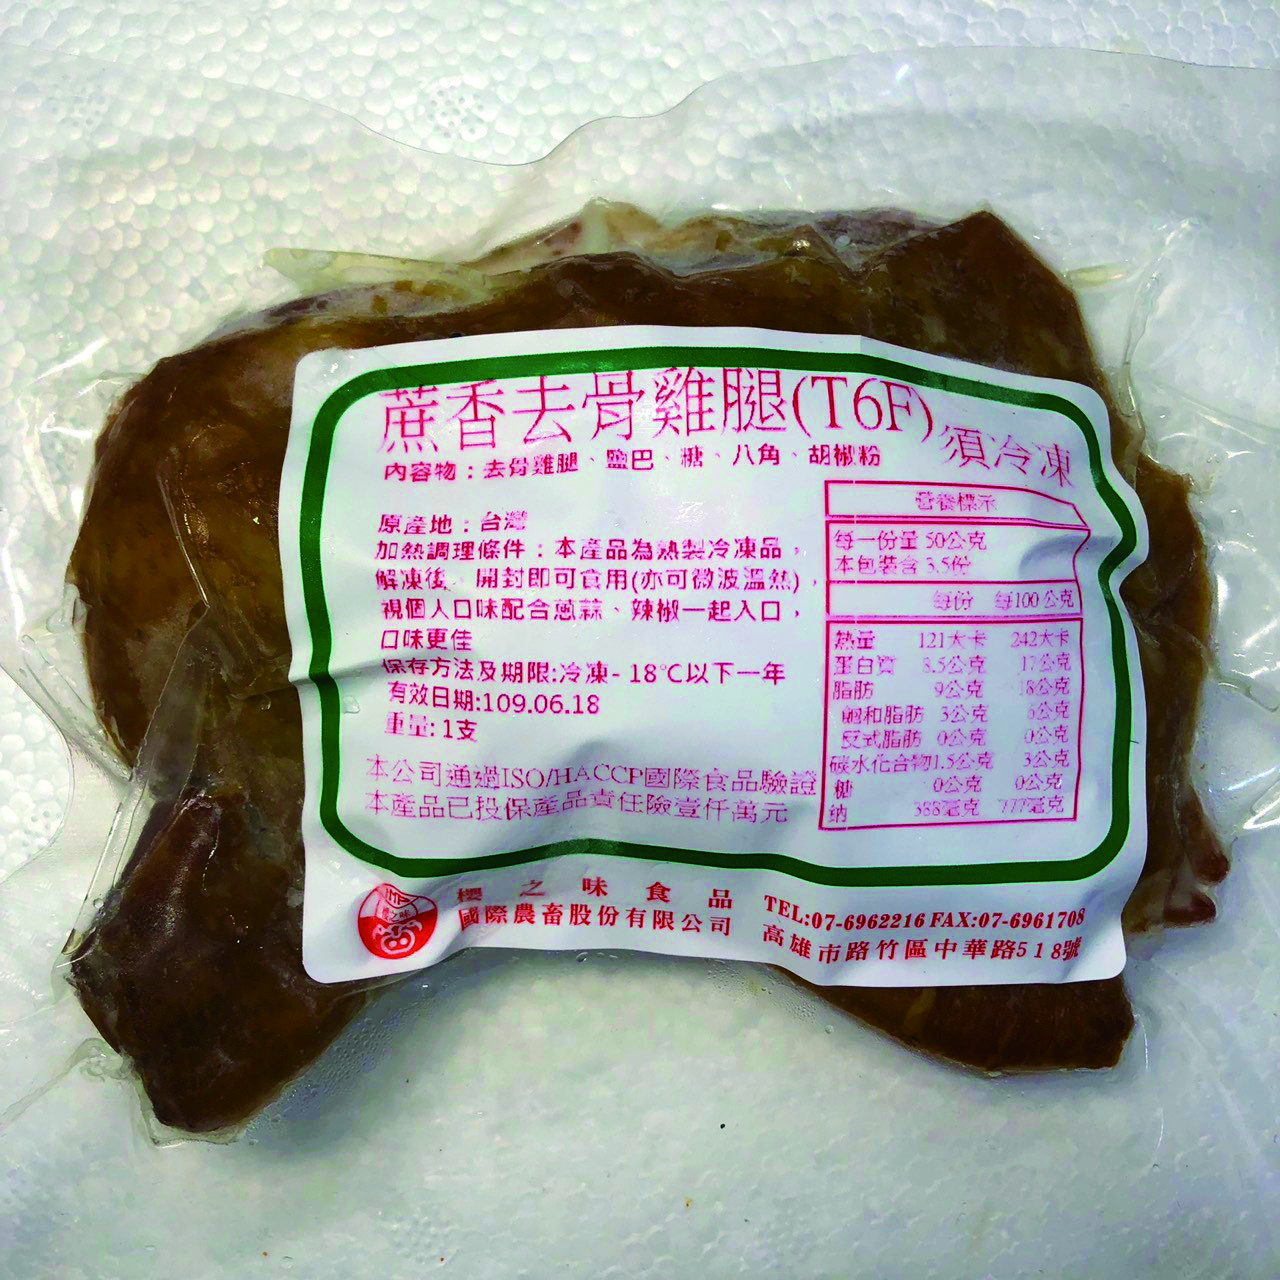 蔗香去骨雞腿(T6F)
須冷凍
內容物：去骨雞腿、鹽巴、糖、八角、胡椒粉
原產地：台灣
加熱調理條件：本產品為熟製冷凍品，
解凍後，開封即可食用(亦可微波溫熱)，
視個人口味配合蔥蒜、辣椒一起入口，
口味更佳
保存方法及期限:冷凍-18℃以下一年
有效日期:109.06.18
重量:1支
本公司通過ISO/HACCP國際食品驗證
本產品已投保產品責任險壹仟萬元
營養標示
每一份量 50公克
本包裝含 3.5份
每份 每100公克
熱量 121大卡 242大卡
蛋白質 8.5公克 17公克
脂肪 9公克 18公克
飽和脂肪 3公克 6公克
反式脂肪 0公克 0公克
碳水化合物1.5公克 3公克
糖 0公克 0公克
納 388毫克 777毫克
櫻之味食品
國際農畜股份有限公司
TEL:07-6962216 FAX:07-6961708
高雄市路竹區中華路518號